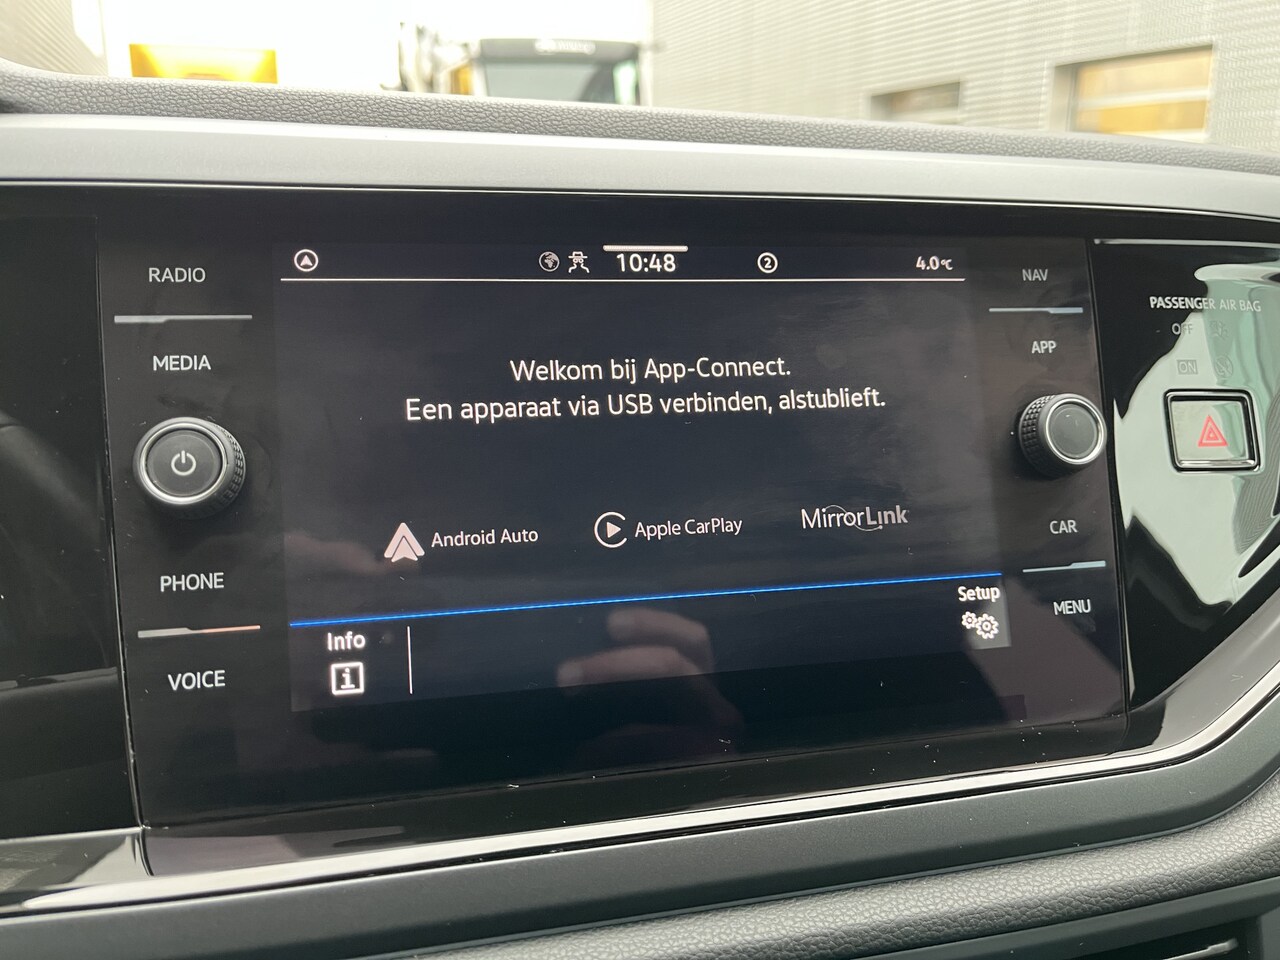 RADIO
MEDIA
PHONE
VOICE
10:48
2
4.0°C
Welkom bij App-Connect.
Een apparaat via USB verbinden, alstublieft.
Android Auto
Apple CarPlay
MirrorLink
Info
i
Setup
NAV
APP
CAR
MENU
PASSENGER AIR BAG
OFF
ON